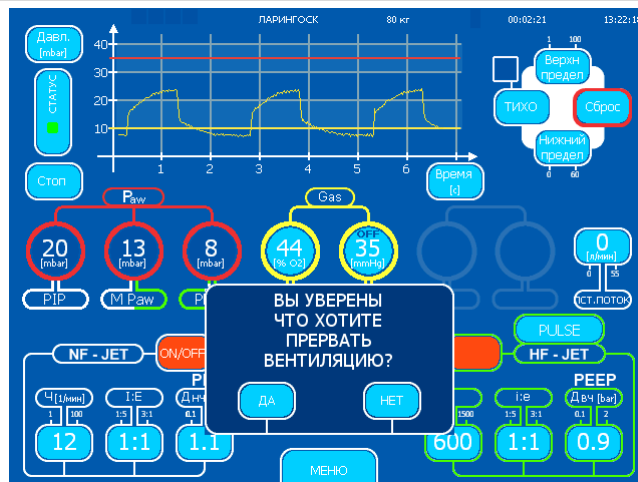 ЛАРИНГОСК 80 кг 00:02:21 13:22:18
Давл.
[mbar]
СТАТУС
Стоп
40
30
20
10
1 2 3 4 5 6
Время
[c]
1 100
Верхн
предел
ТИХО
Сброс
Нижний
предел
0 60
Paw
Gas
20
[mbar]
13
[mbar]
8
[mbar]
44
[% O2]
OFF
35
[mmHg]
0
[л/мин]
0 55
PIP
M Paw
ПСТ.ПОТОК
ВЫ УВЕРЕНЫ
ЧТО ХОТИТЕ
ПРЕРВАТЬ
ВЕНТИЛЯЦИЮ?
ДА
НЕТ
PULSE
NF - JET
ON/OFF
HF - JET
Ч[1/мин]
1 100
12
I:E
1:5 3:1
1:1
0.1
1.1
1500
600
i:e
1:5 3:1
1:1
PEEP
Двч [bar]
0.1 2
0.9
МЕНЮ